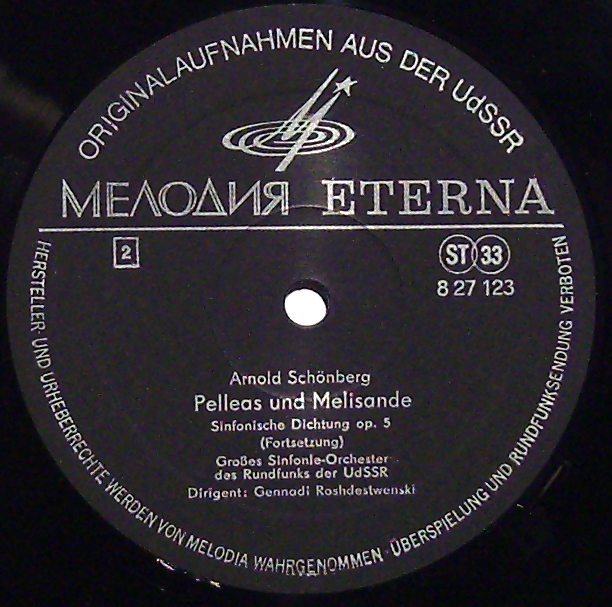 ORIGINALAUFNAHMEN AUS DER UdSSR
МЕЛОДИЯ ETERNA
2
ST 33
8 27 123
Arnold Schönberg
Pelleas und Melisande
Sinfonische Dichtung op. 5
(Fortsetzung)
Großes Sinfonie-Orchester
des Rundfunks der UdSSR
Dirigent: Gennadi Roshdestwenski
HERSTELLER- UND URHEBERRECHTE WERDEN VON MELODIA WAHRGENOMMEN · ÜBERSPIELUNG UND RUNDFUNKSENDUNG VERBOTEN